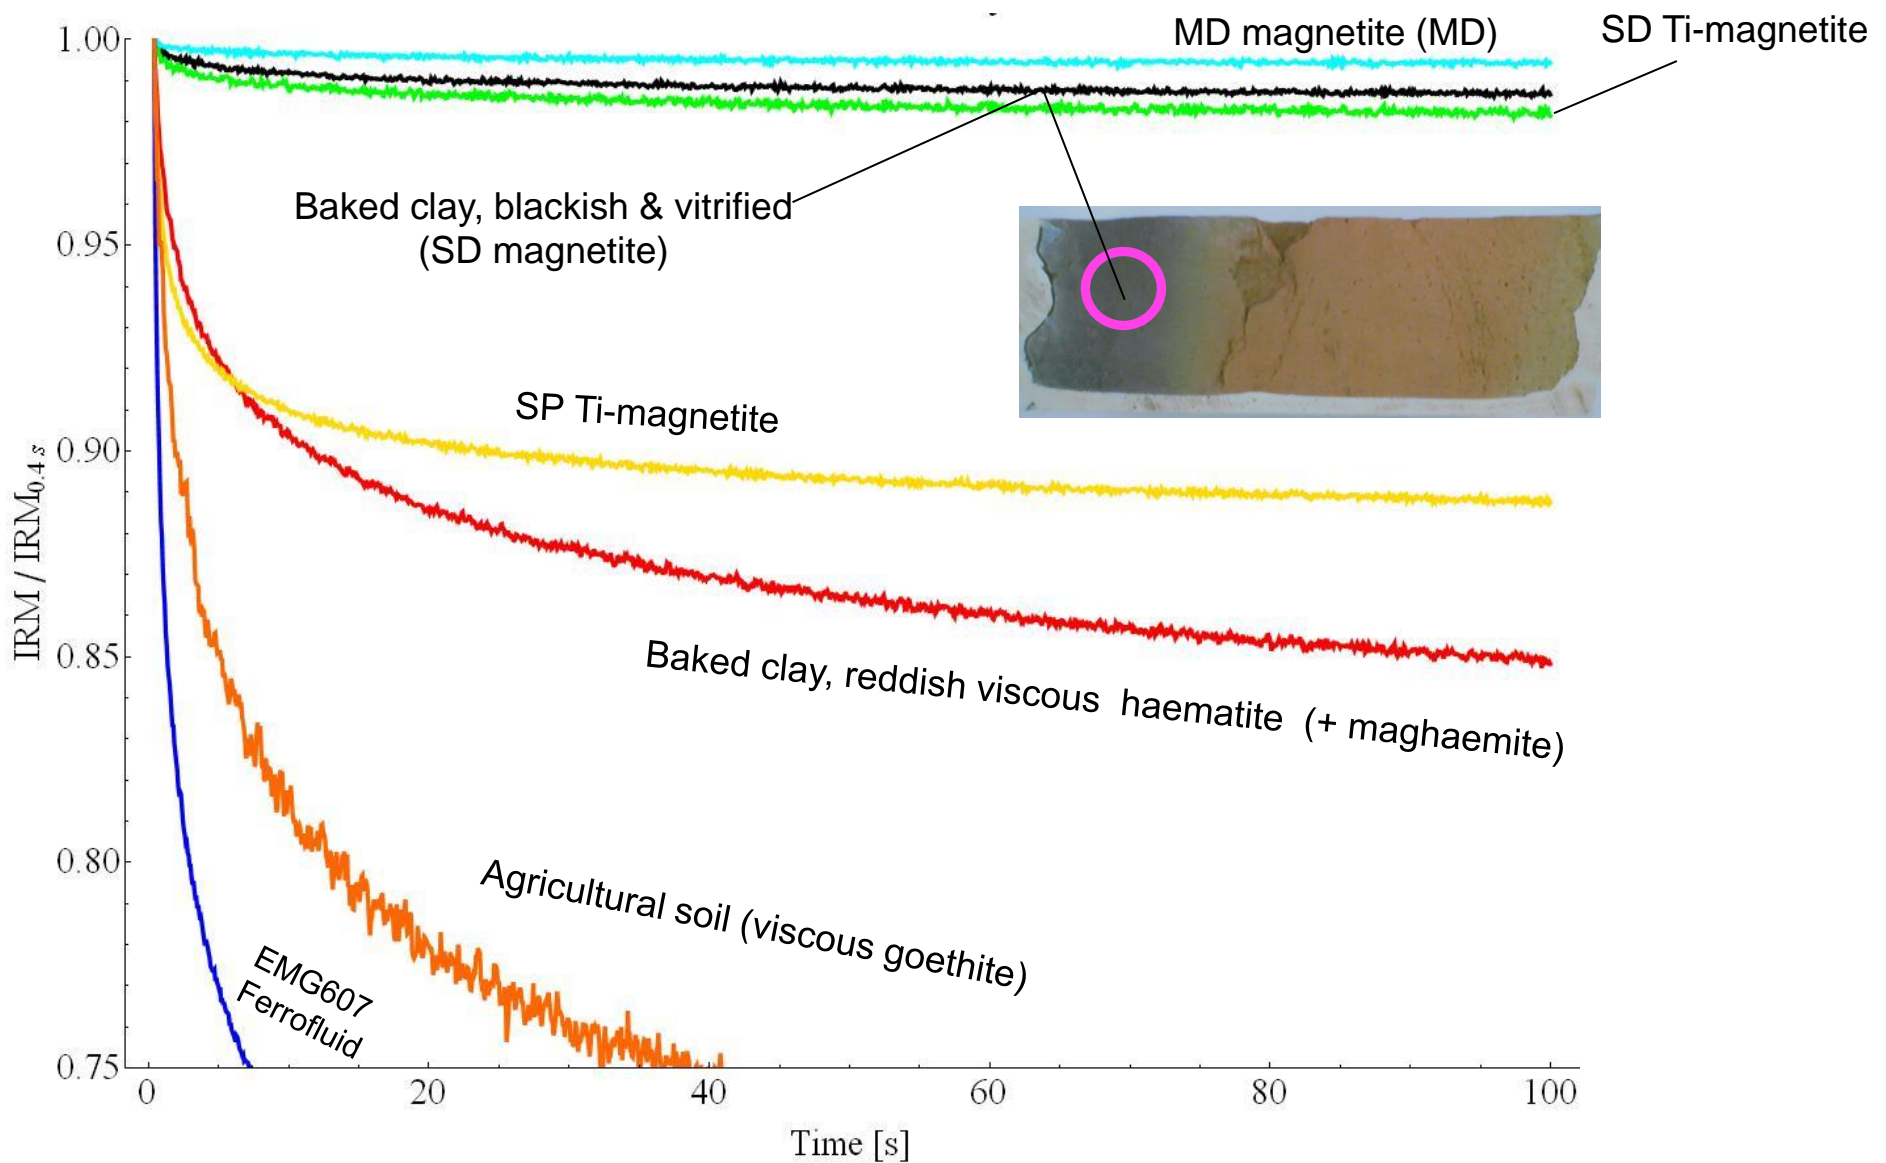 MD magnetite (MD)
SD Ti-magnetite
Baked clay, blackish & vitrified
(SD magnetite)
SP Ti-magnetite
Baked clay, reddish viscous haematite (+ maghaemite)
Agricultural soil (viscous goethite)
EMG607
Ferrofluid
IRM / IRM0.4 s
1.00
0.95
0.90
0.85
0.80
0.75
0
20
40
60
80
100
Time [s]